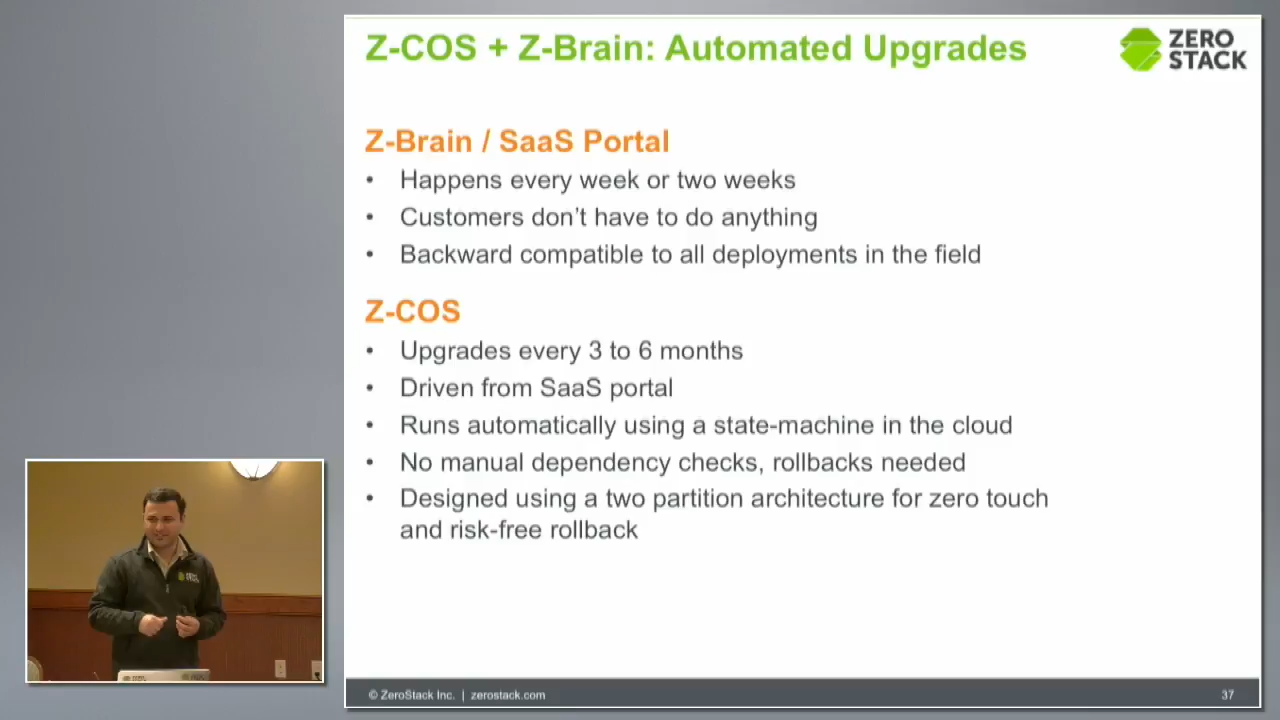 Z-COS + Z-Brain: Automated Upgrades
ZERO
STACK
Z-Brain / SaaS Portal
• Happens every week or two weeks
• Customers don't have to do anything
• Backward compatible to all deployments in the field
Z-COS
• Upgrades every 3 to 6 months
• Driven from SaaS portal
• Runs automatically using a state-machine in the cloud
• No manual dependency checks, rollbacks needed
• Designed using a two partition architecture for zero touch
and risk-free rollback
ZERO
STACK
© ZeroStack Inc. | zerostack.com
37